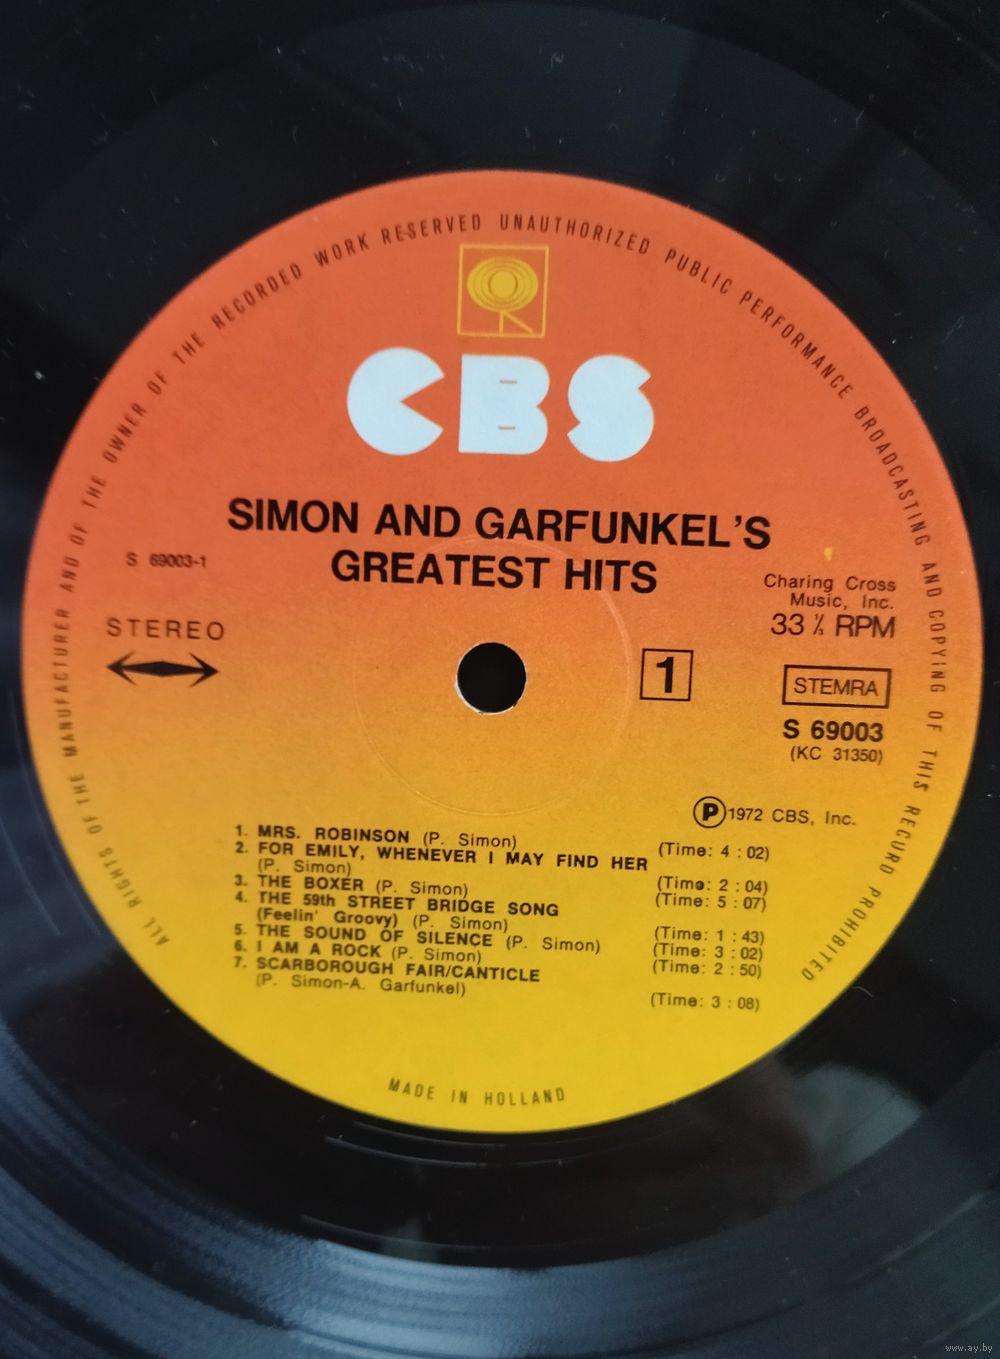 ALL RIGHTS OF THE MANUFACTURER AND OF THE OWNER OF THE RECORDED WORK RESERVED UNAUTHORIZED PUBLIC PERFORMANCE BROADCASTING AND COPYING OF THIS RECORD PROHIBITED
CBS
SIMON AND GARFUNKEL'S
GREATEST HITS
S 69003-1
STEREO
Charing Cross
Music, Inc.
33 ⅓ RPM
1
STEMRA
S 69003
(KC 31350)
Ⓟ1972 CBS, Inc.
1. MRS. ROBINSON (P. Simon) (Time: 4 : 02)
2. FOR EMILY, WHENEVER I MAY FIND HER
(P. Simon) (Time: 2 : 04)
3. THE BOXER (P. Simon) (Time: 5 : 07)
4. THE 59th STREET BRIDGE SONG
(Feelin' Groovy) (P. Simon) (Time: 1 : 43)
5. THE SOUND OF SILENCE (P. Simon) (Time: 3 : 02)
6. I AM A ROCK (P. Simon) (Time: 2 : 50)
7. SCARBOROUGH FAIR/CANTICLE
(P. Simon-A. Garfunkel) (Time: 3 : 08)
MADE IN HOLLAND
www.ay.by